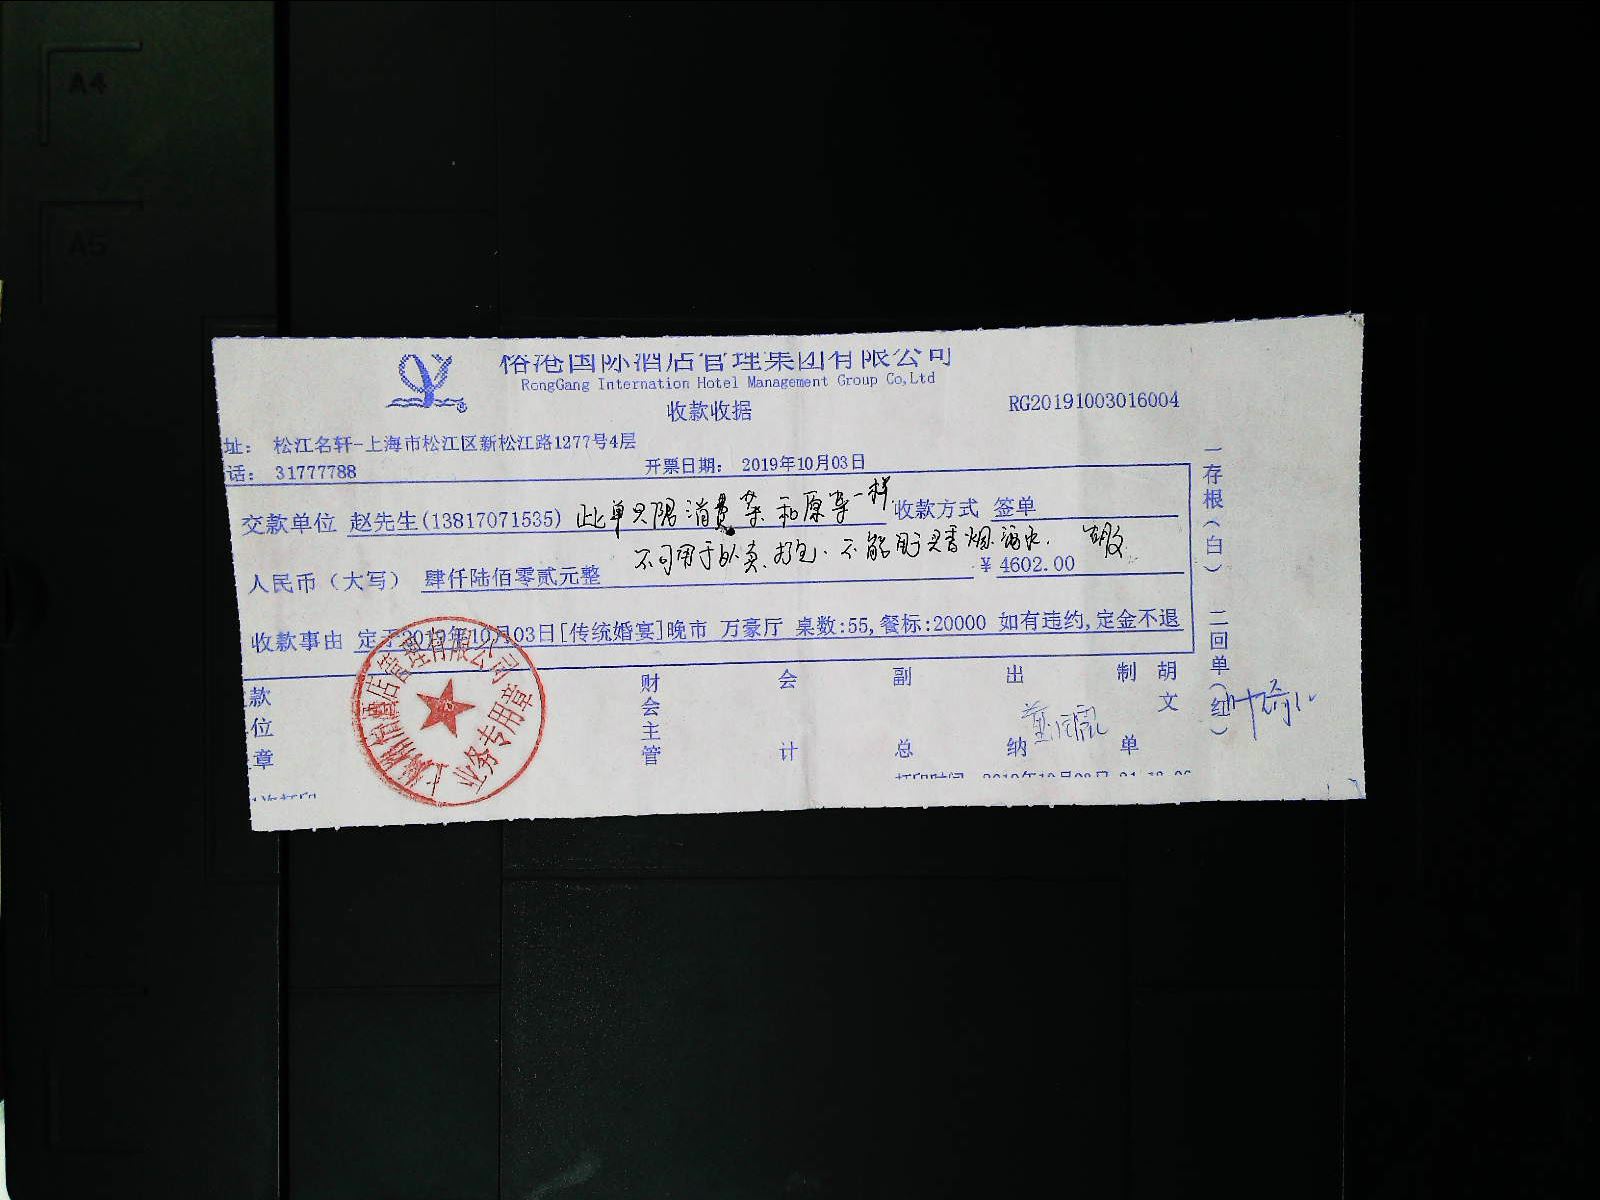 A4
A5
港国际酒店管理集团有限公司
RongGang Internation Hotel Management Group Co,Ltd
收款收据
RG20191003016004
址： 松江名轩-上海市松江区新松江路1277号4层
话： 31777788 开票日期： 2019年10月03日
交款单位 赵先生(13817071535) 此单只限消费菜 和原单一样 收款方式 签单
不可用于外卖.打包. 不能用于买香烟.酒水.
人民币（大写） 肆仟陆佰零贰元整 ¥ 4602.00
收款事由 定于2019年10月03日[传统婚宴]晚市 万豪厅 桌数:55,餐标:20000 如有违约,定金不退
款位章 财会主管 会计 副总 出纳 制单 胡文
业务专用章
一存根（白） 二回单（红）